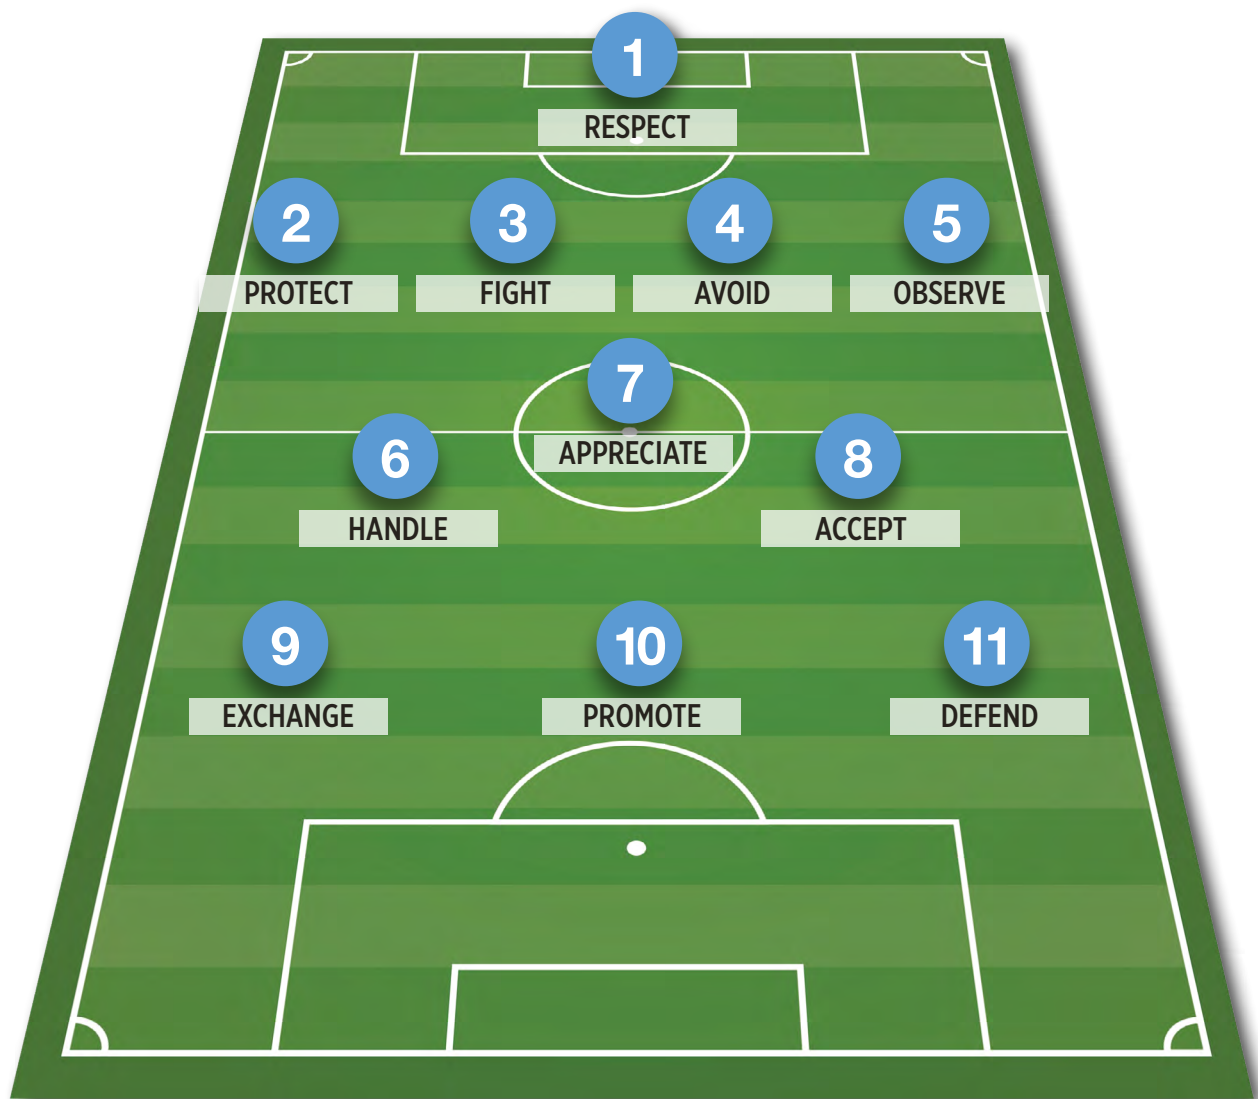 1
RESPECT
2
3
4
5
PROTECT
FIGHT
AVOID
OBSERVE
7
APPRECIATE
6
8
HANDLE
ACCEPT
9
10
11
EXCHANGE
PROMOTE
DEFEND